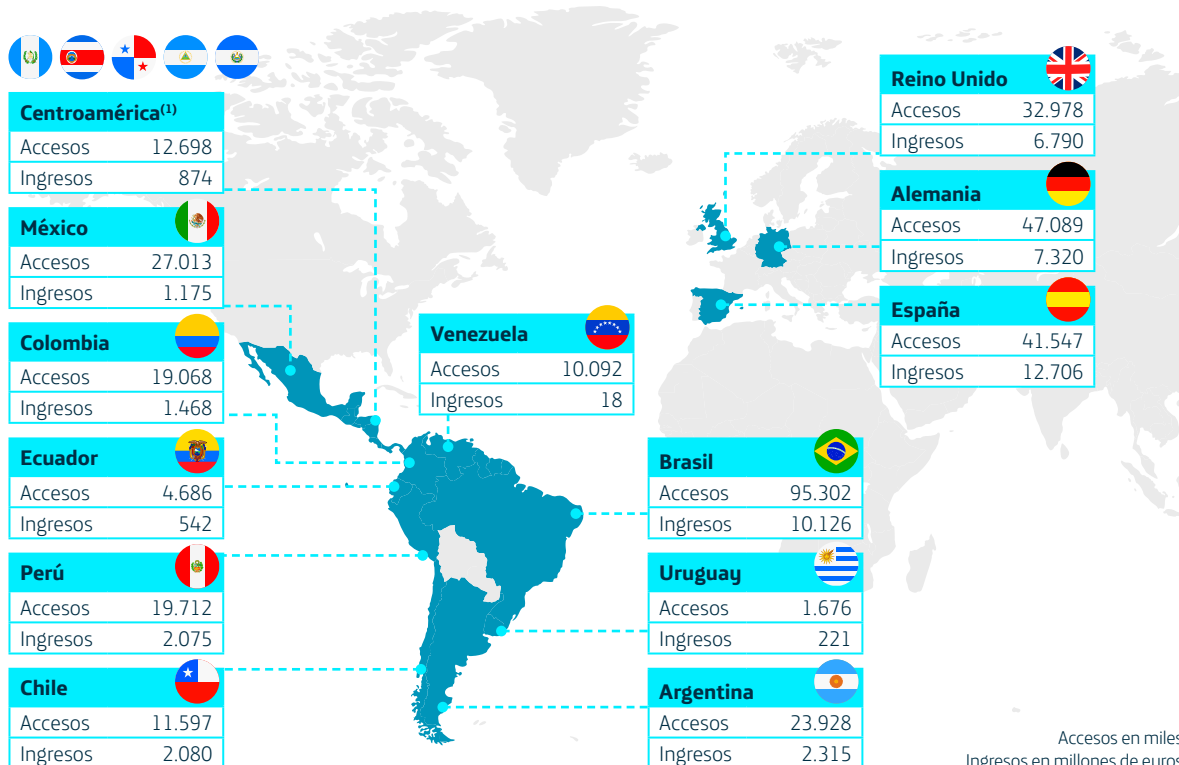 Centroamérica(1)
Accesos 12.698
Ingresos 874
México
Accesos 27.013
Ingresos 1.175
Colombia
Accesos 19.068
Ingresos 1.468
Ecuador
Accesos 4.686
Ingresos 542
Perú
Accesos 19.712
Ingresos 2.075
Chile
Accesos 11.597
Ingresos 2.080
Venezuela
Accesos 10.092
Ingresos 18
Reino Unido
Accesos 32.978
Ingresos 6.790
Alemania
Accesos 47.089
Ingresos 7.320
España
Accesos 41.547
Ingresos 12.706
Brasil
Accesos 95.302
Ingresos 10.126
Uruguay
Accesos 1.676
Ingresos 221
Argentina
Accesos 23.928
Ingresos 2.315
Accesos en miles
Ingresos en millones de euros